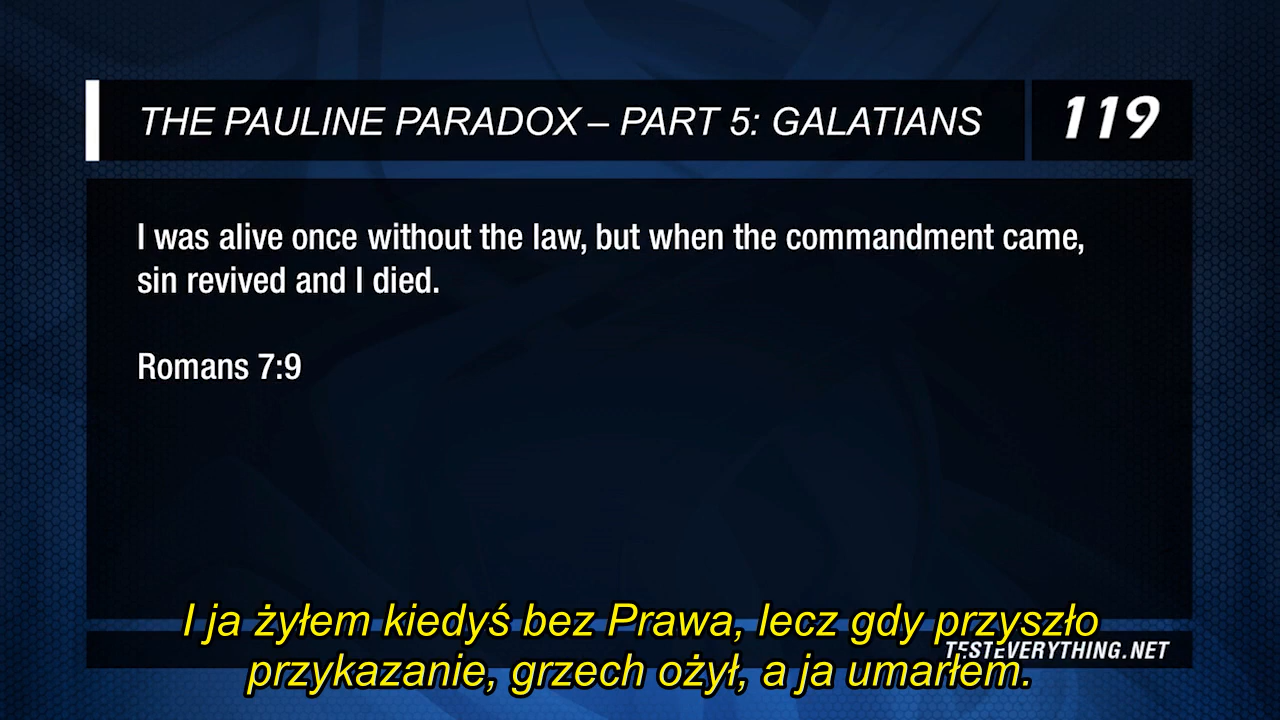 THE PAULINE PARADOX – PART 5: GALATIANS
119
I was alive once without the law, but when the commandment came,
sin revived and I died.
Romans 7:9
I ja żyłem kiedyś bez Prawa, lecz gdy przyszło
przykazanie, grzech ożył, a ja umarłem.
TESTEVERYTHING.NET